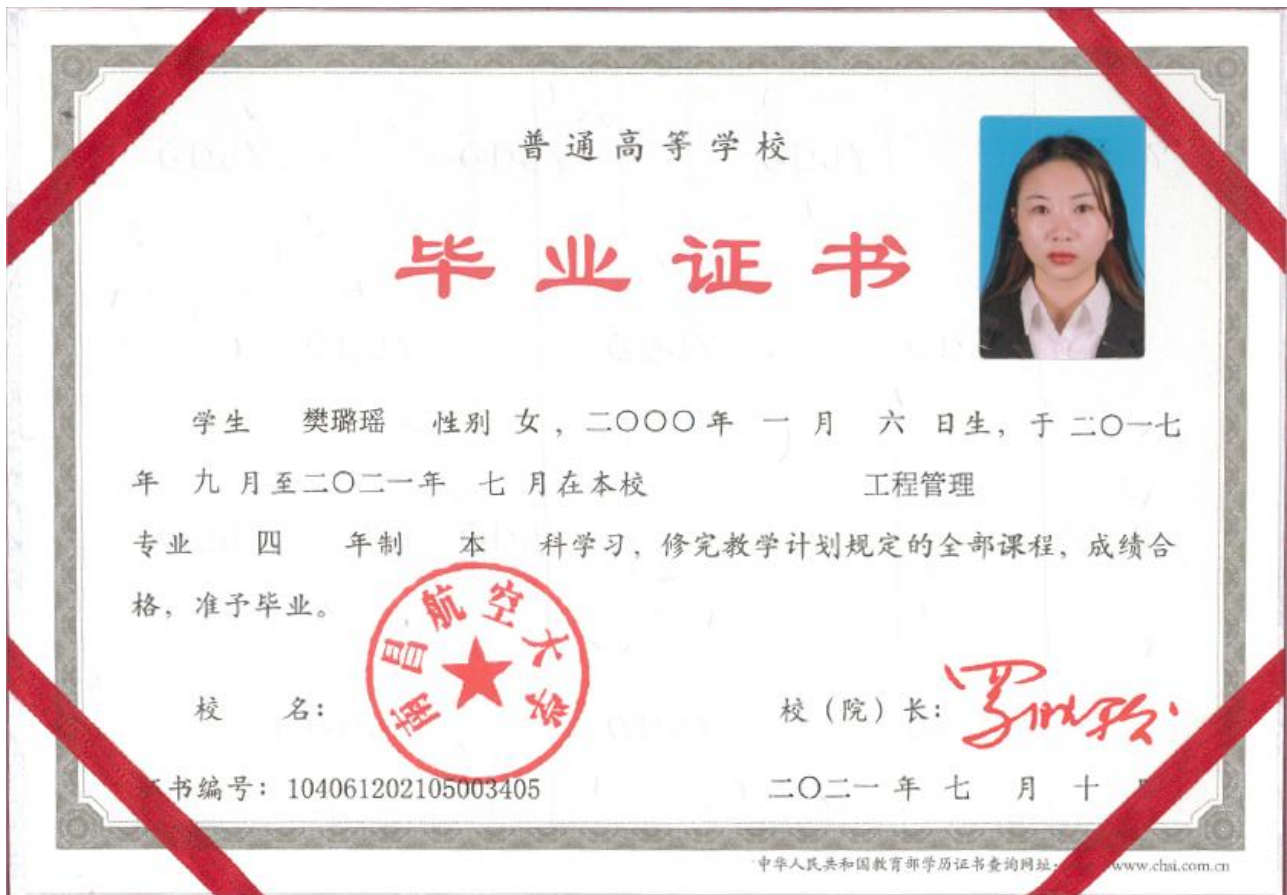 普通高等学校
毕业证书
学生 樊璐瑶 性别 女，二〇〇〇年 一 月 六 日生，于二〇一七
年 九 月至二〇二一年 七 月在本校 工程管理
专业 四 年制 本 科学习，修完教学计划规定的全部课程，成绩合
格，准予毕业。
南昌航空大学
校 名：
校（院）长：
书编号：104061202105003405
二〇二一年 七 月 十
中华人民共和国教育部学历证书查询网址：www.chsi.com.cn